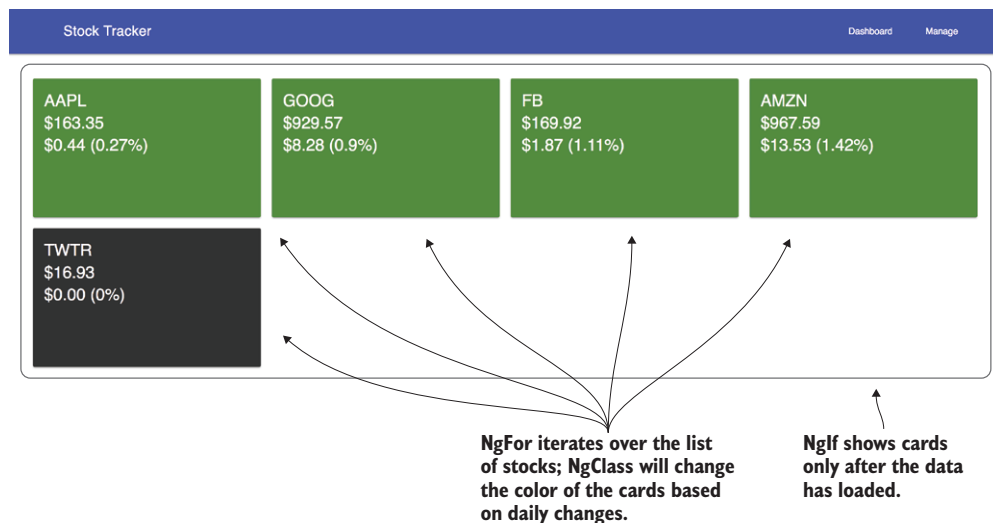 Stock Tracker
Dashboard
Manage
AAPL
$163.35
$0.44 (0.27%)
GOOG
$929.57
$8.28 (0.9%)
FB
$169.92
$1.87 (1.11%)
AMZN
$967.59
$13.53 (1.42%)
TWTR
$16.93
$0.00 (0%)
NgFor iterates over the list
of stocks; NgClass will change
the color of the cards based
on daily changes.
NgIf shows cards
only after the data
has loaded.